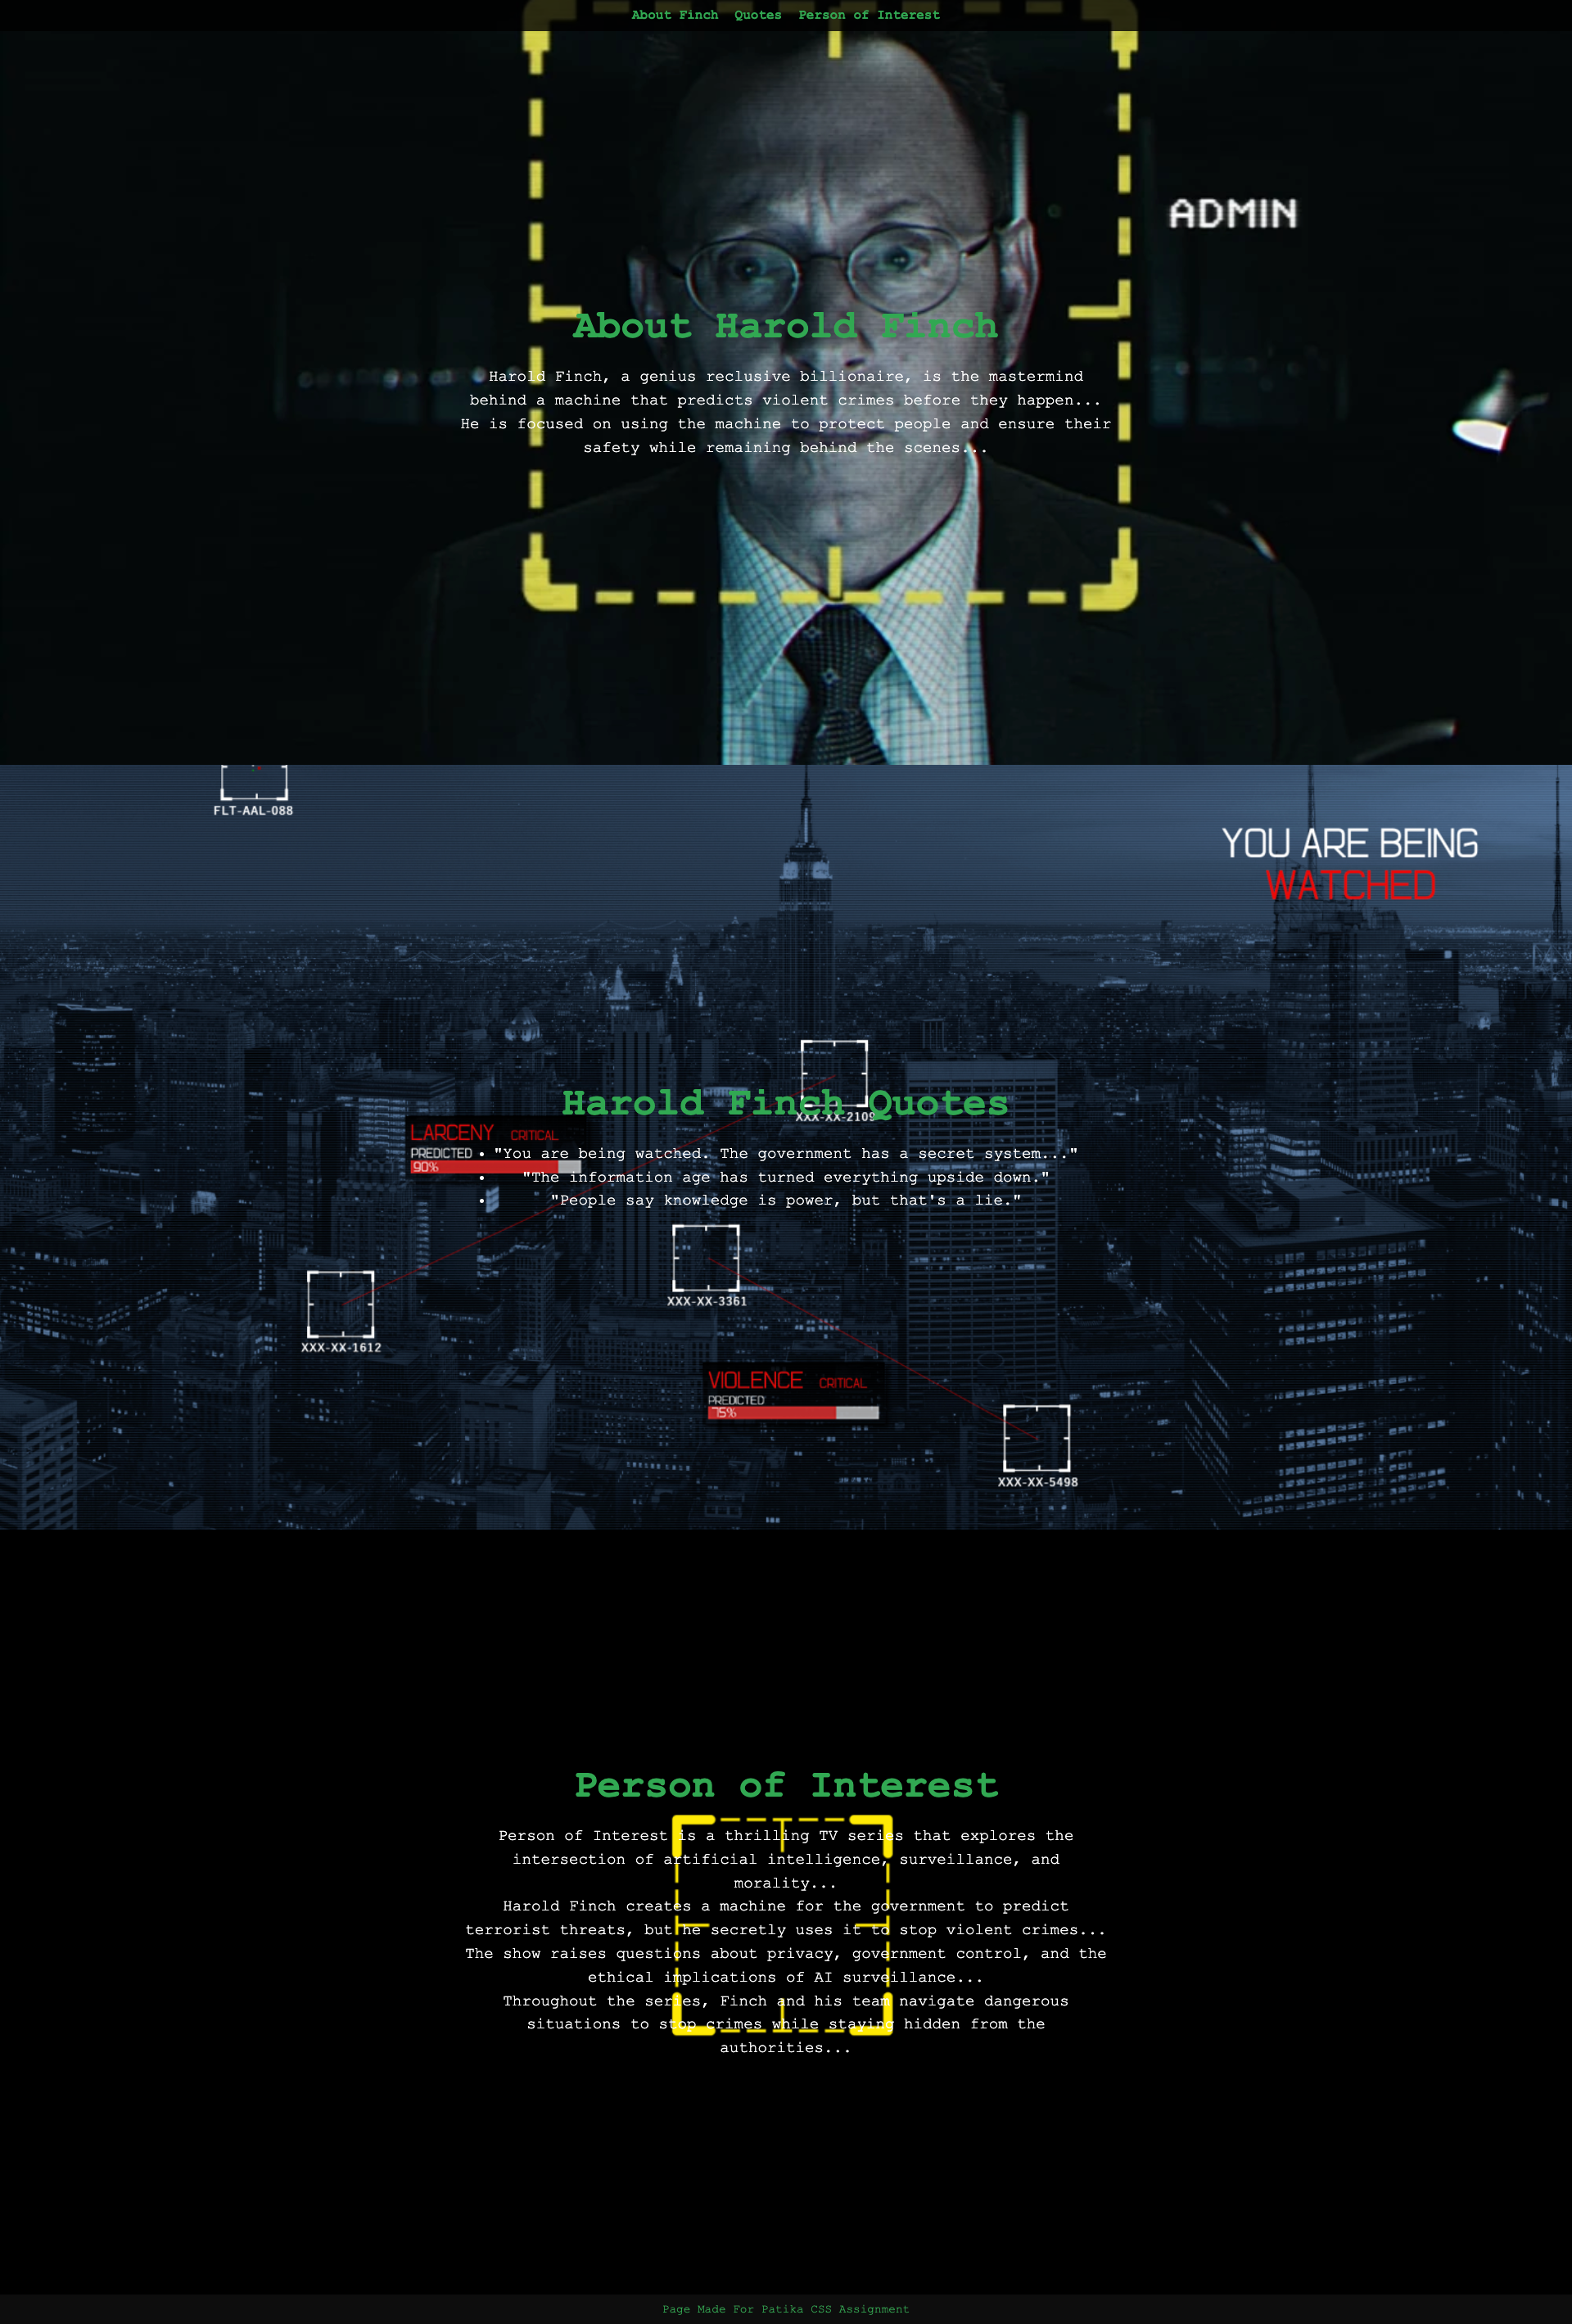 About Finch Quotes Person of Interest
ADMIN
About Harold Finch
Harold Finch, a genius reclusive billionaire, is the mastermind
behind a machine that predicts violent crimes before they happen...
He is focused on using the machine to protect people and ensure their
safety while remaining behind the scenes...
FLT-AAL-088
YOU ARE BEING
WATCHED
Harold Finch Quotes
XXX-XX-2109
LARCENY CRITICAL
PREDICTED
90%
• "You are being watched. The government has a secret system..."
• "The information age has turned everything upside down."
• "People say knowledge is power, but that's a lie."
XXX-XX-3361
XXX-XX-1612
VIOLENCE CRITICAL
PREDICTED
75%
XXX-XX-5498
Person of Interest
Person of Interest is a thrilling TV series that explores the
intersection of artificial intelligence, surveillance, and
morality...
Harold Finch creates a machine for the government to predict
terrorist threats, but he secretly uses it to stop violent crimes...
The show raises questions about privacy, government control, and the
ethical implications of AI surveillance...
Throughout the series, Finch and his team navigate dangerous
situations to stop crimes while staying hidden from the
authorities...
Page Made For Patika CSS Assignment